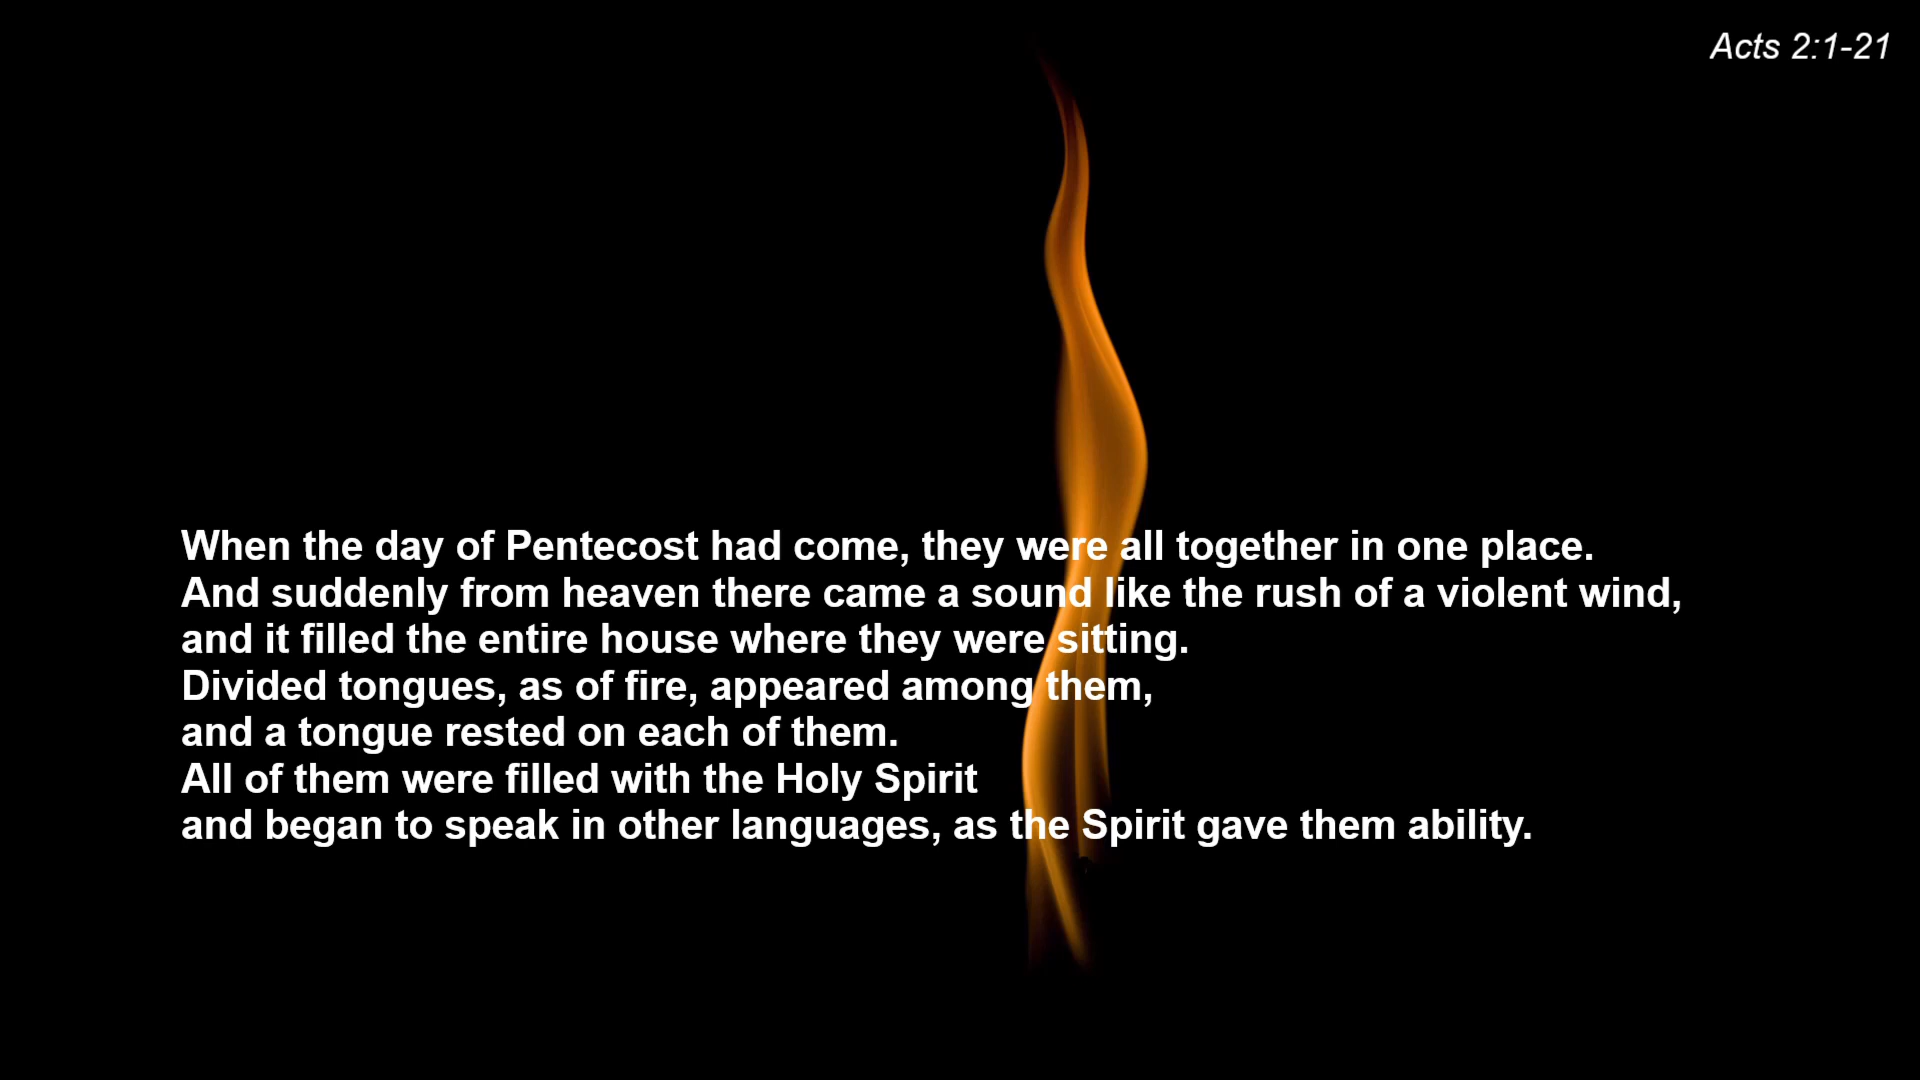 Acts 2:1-21
When the day of Pentecost had come, they were all together in one place.
And suddenly from heaven there came a sound like the rush of a violent wind,
and it filled the entire house where they were sitting.
Divided tongues, as of fire, appeared among them,
and a tongue rested on each of them.
All of them were filled with the Holy Spirit
and began to speak in other languages, as the Spirit gave them ability.